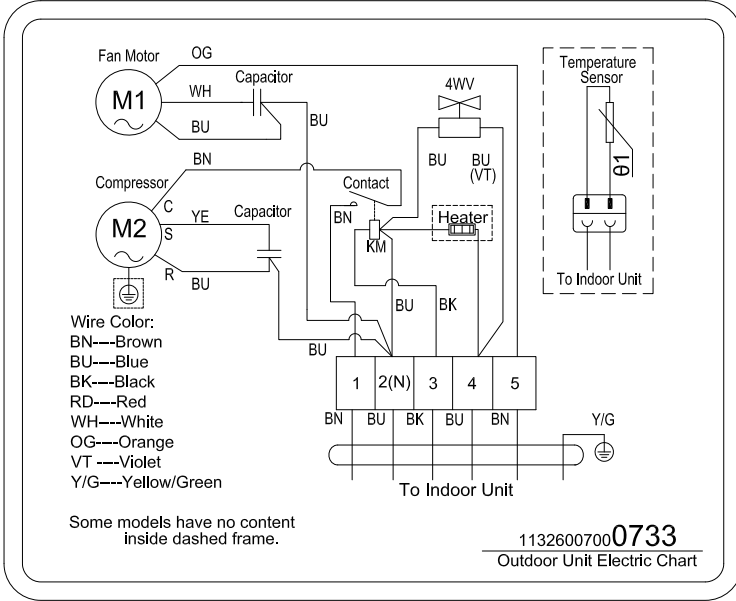 Fan Motor
OG
M1
WH
BU
Capacitor
BU
4WV
BU
BU
(VT)
Temperature
Sensor
θ1
To Indoor Unit
BN
Compressor
C
M2
YE
S
R
BU
Capacitor
Contact
BN
KM
Heater
BU
BK
BU
Wire Color:
BN----Brown
BU----Blue
BK----Black
RD----Red
WH----White
OG----Orange
VT ----Violet
Y/G----Yellow/Green
1 2(N) 3 4 5
BN BU BK BU BN Y/G
To Indoor Unit
Some models have no content
inside dashed frame.
11326007000733
Outdoor Unit Electric Chart